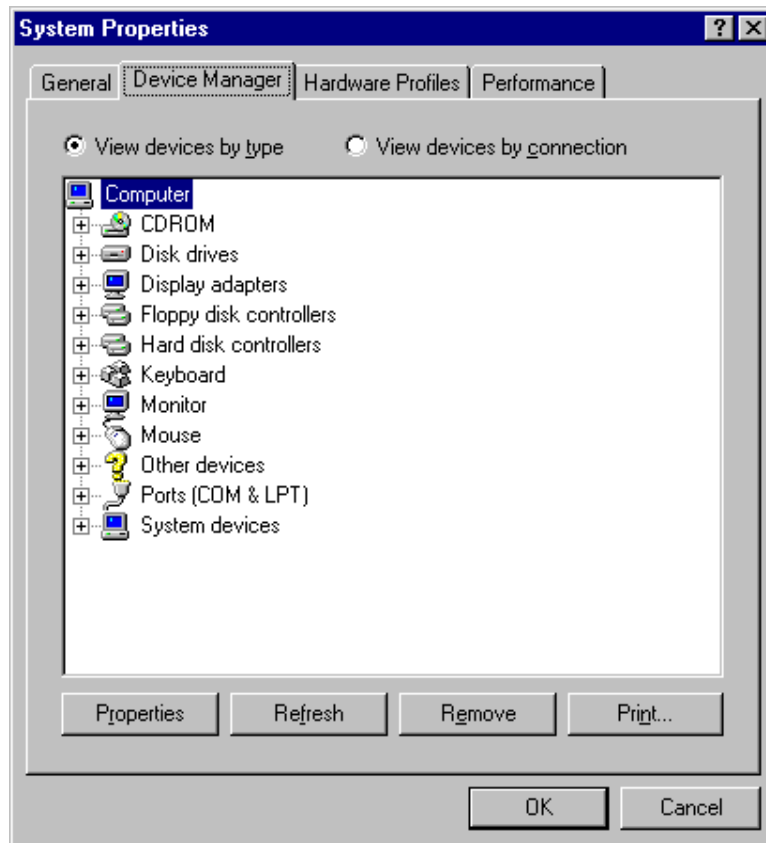 System Properties
General Device Manager Hardware Profiles Performance
View devices by type View devices by connection
Computer
CDROM
Disk drives
Display adapters
Floppy disk controllers
Hard disk controllers
Keyboard
Monitor
Mouse
Other devices
Ports (COM & LPT)
System devices
Properties Refresh Remove Print...
OK Cancel